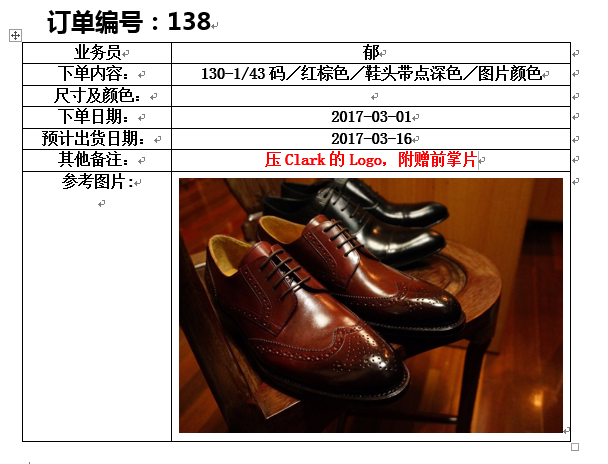 订单编号：138
业务员 郁
下单内容： 130-1/43 码／红棕色／鞋头带点深色／图片颜色
尺寸及颜色：
下单日期： 2017-03-01
预计出货日期： 2017-03-16
其他备注： 压 Clark 的 Logo，附赠前掌片
参考图片: